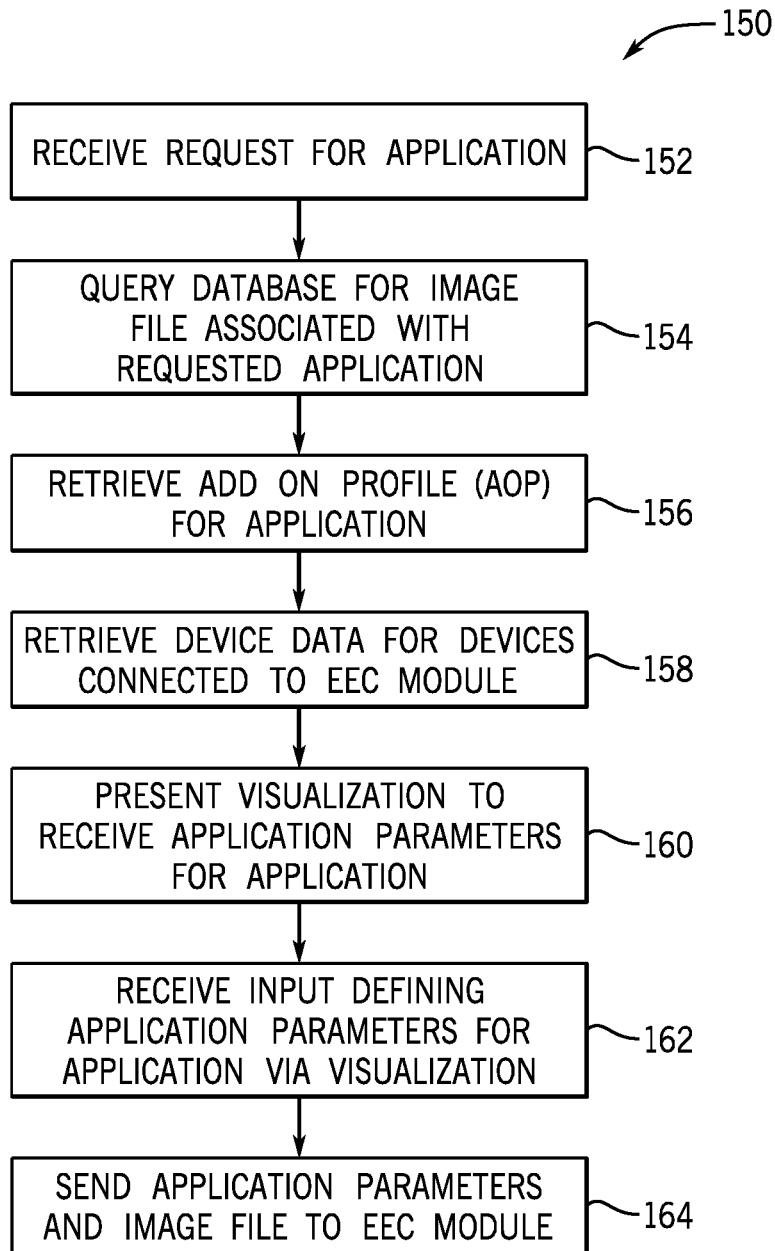 150
RECEIVE REQUEST FOR APPLICATION
152
QUERY DATABASE FOR IMAGE
FILE ASSOCIATED WITH
REQUESTED APPLICATION
154
RETRIEVE ADD ON PROFILE (AOP)
FOR APPLICATION
156
RETRIEVE DEVICE DATA FOR DEVICES
CONNECTED TO EEC MODULE
158
PRESENT VISUALIZATION TO
RECEIVE APPLICATION PARAMETERS
FOR APPLICATION
160
RECEIVE INPUT DEFINING
APPLICATION PARAMETERS FOR
APPLICATION VIA VISUALIZATION
162
SEND APPLICATION PARAMETERS
AND IMAGE FILE TO EEC MODULE
164